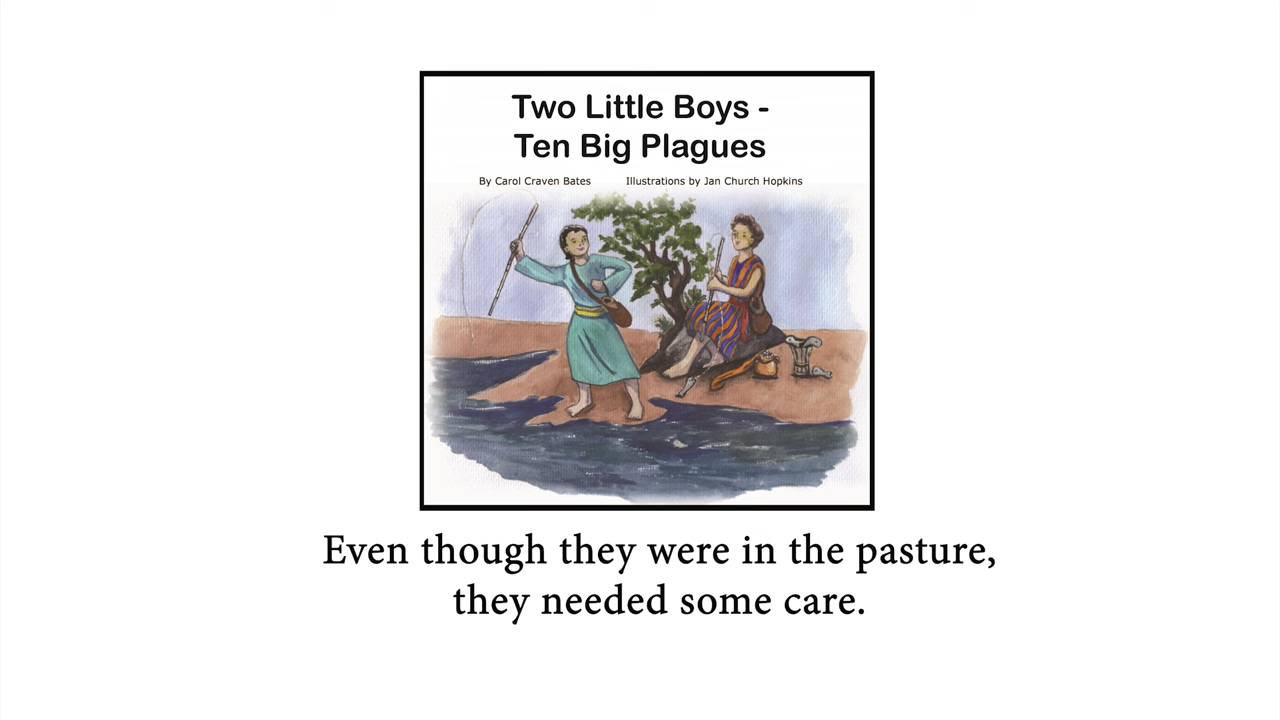 Two Little Boys -
Ten Big Plagues
By Carol Craven Bates Illustrations by Jan Church Hopkins
Even though they were in the pasture,
they needed some care.